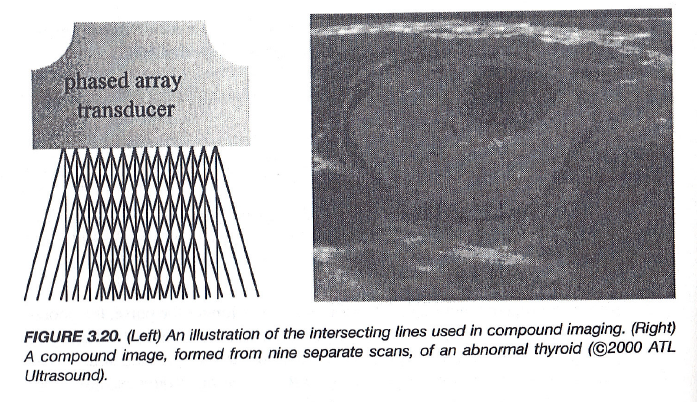 phased array
transducer
FIGURE 3.20. (Left) An illustration of the intersecting lines used in compound imaging. (Right)
A compound image, formed from nine separate scans, of an abnormal thyroid (©2000 ATL
Ultrasound).